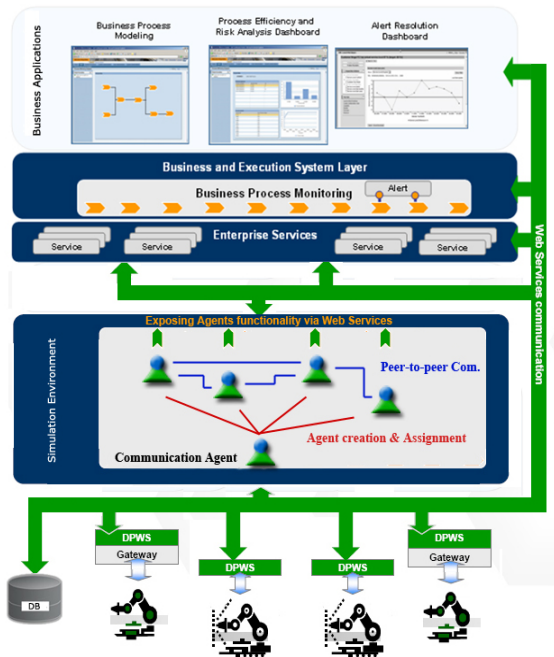 Business Process
Modeling
Process Efficiency and
Risk Analysis Dashboard
Alert Resolution
Dashboard
Business Applications
Business and Execution System Layer
Business Process Monitoring
Alert
Enterprise Services
Service
Service
Service
Service
Web Services communication
Exposing Agents functionality via Web Services
Peer-to-peer Com.
Agent creation & Assignment
Communication Agent
Simulation Environment
DPWS
Gateway
DPWS
DPWS
DPWS
Gateway
DB